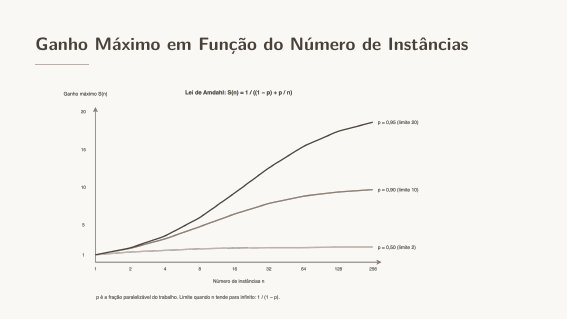 Ganho Máximo em Função do Número de Instâncias
Ganho máximo S(n)
Lei de Amdahl: S(n) = 1 / ((1 − p) + p / n)
20
15
10
5
1
p = 0,95 (limite 20)
p = 0,90 (limite 10)
p = 0,50 (limite 2)
1 2 4 8 16 32 64 128 256
Número de instâncias n
p é a fração paralelizável do trabalho. Limite quando n tende para infinito: 1 / (1 − p).